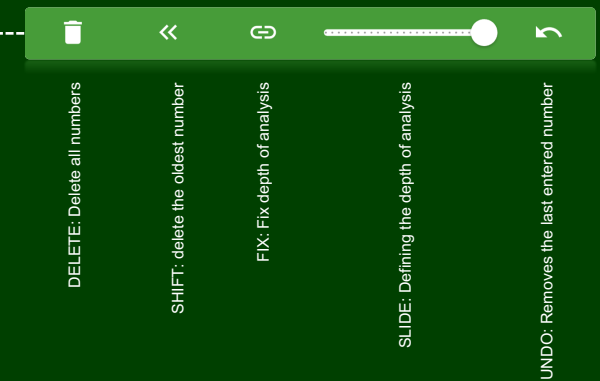 DELETE: Delete all numbers
SHIFT: delete the oldest number
FIX: Fix depth of analysis
SLIDE: Defining the depth of analysis
UNDO: Removes the last entered number